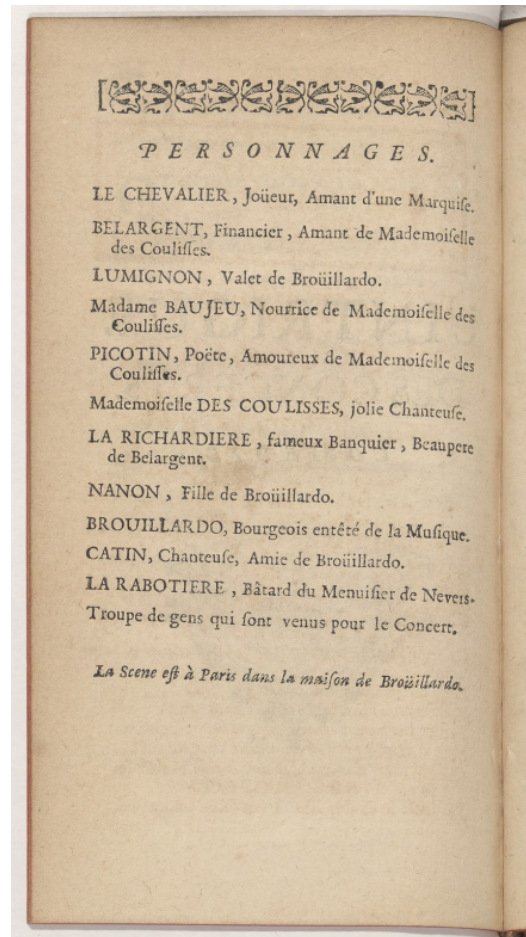 PERSONNAGES.
LE CHEVALIER, Joüeur, Amant d'une Marquiſe.
BELARGENT, Financier, Amant de Mademoiſelle
des Couliſſes.
LUMIGNON, Valet de Broüillardo.
Madame BAUJEU, Nourrice de Mademoiſelle des
Couliſſes.
PICOTIN, Poëte, Amoureux de Mademoiſelle des
Couliſſes.
Mademoiſelle DES COULISSES, jolie Chanteuſe.
LA RICHARDIERE, fameux Banquier, Beaupere
de Belargent.
NANON, Fille de Broüillardo.
BROUILLARDO, Bourgeois entêté de la Muſique.
CATIN, Chanteuſe, Amie de Broüillardo.
LA RABOTIERE, Bâtard du Menuiſier de Nevers.
Troupe de gens qui ſont venus pour le Concert.
La Scene eſt à Paris dans la maiſon de Broüillardo.